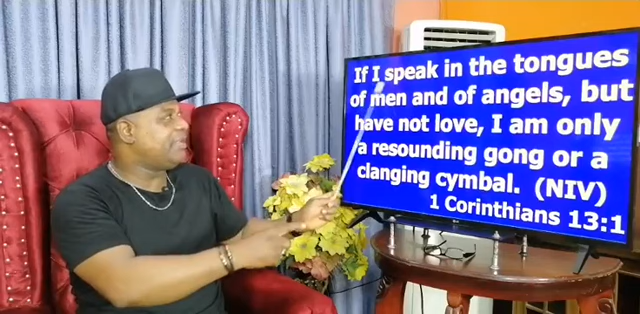 If I speak in the tongues
of men and of angels, but
have not love, I am only
a resounding gong or a
clanging cymbal. (NIV)
1 Corinthians 13:1